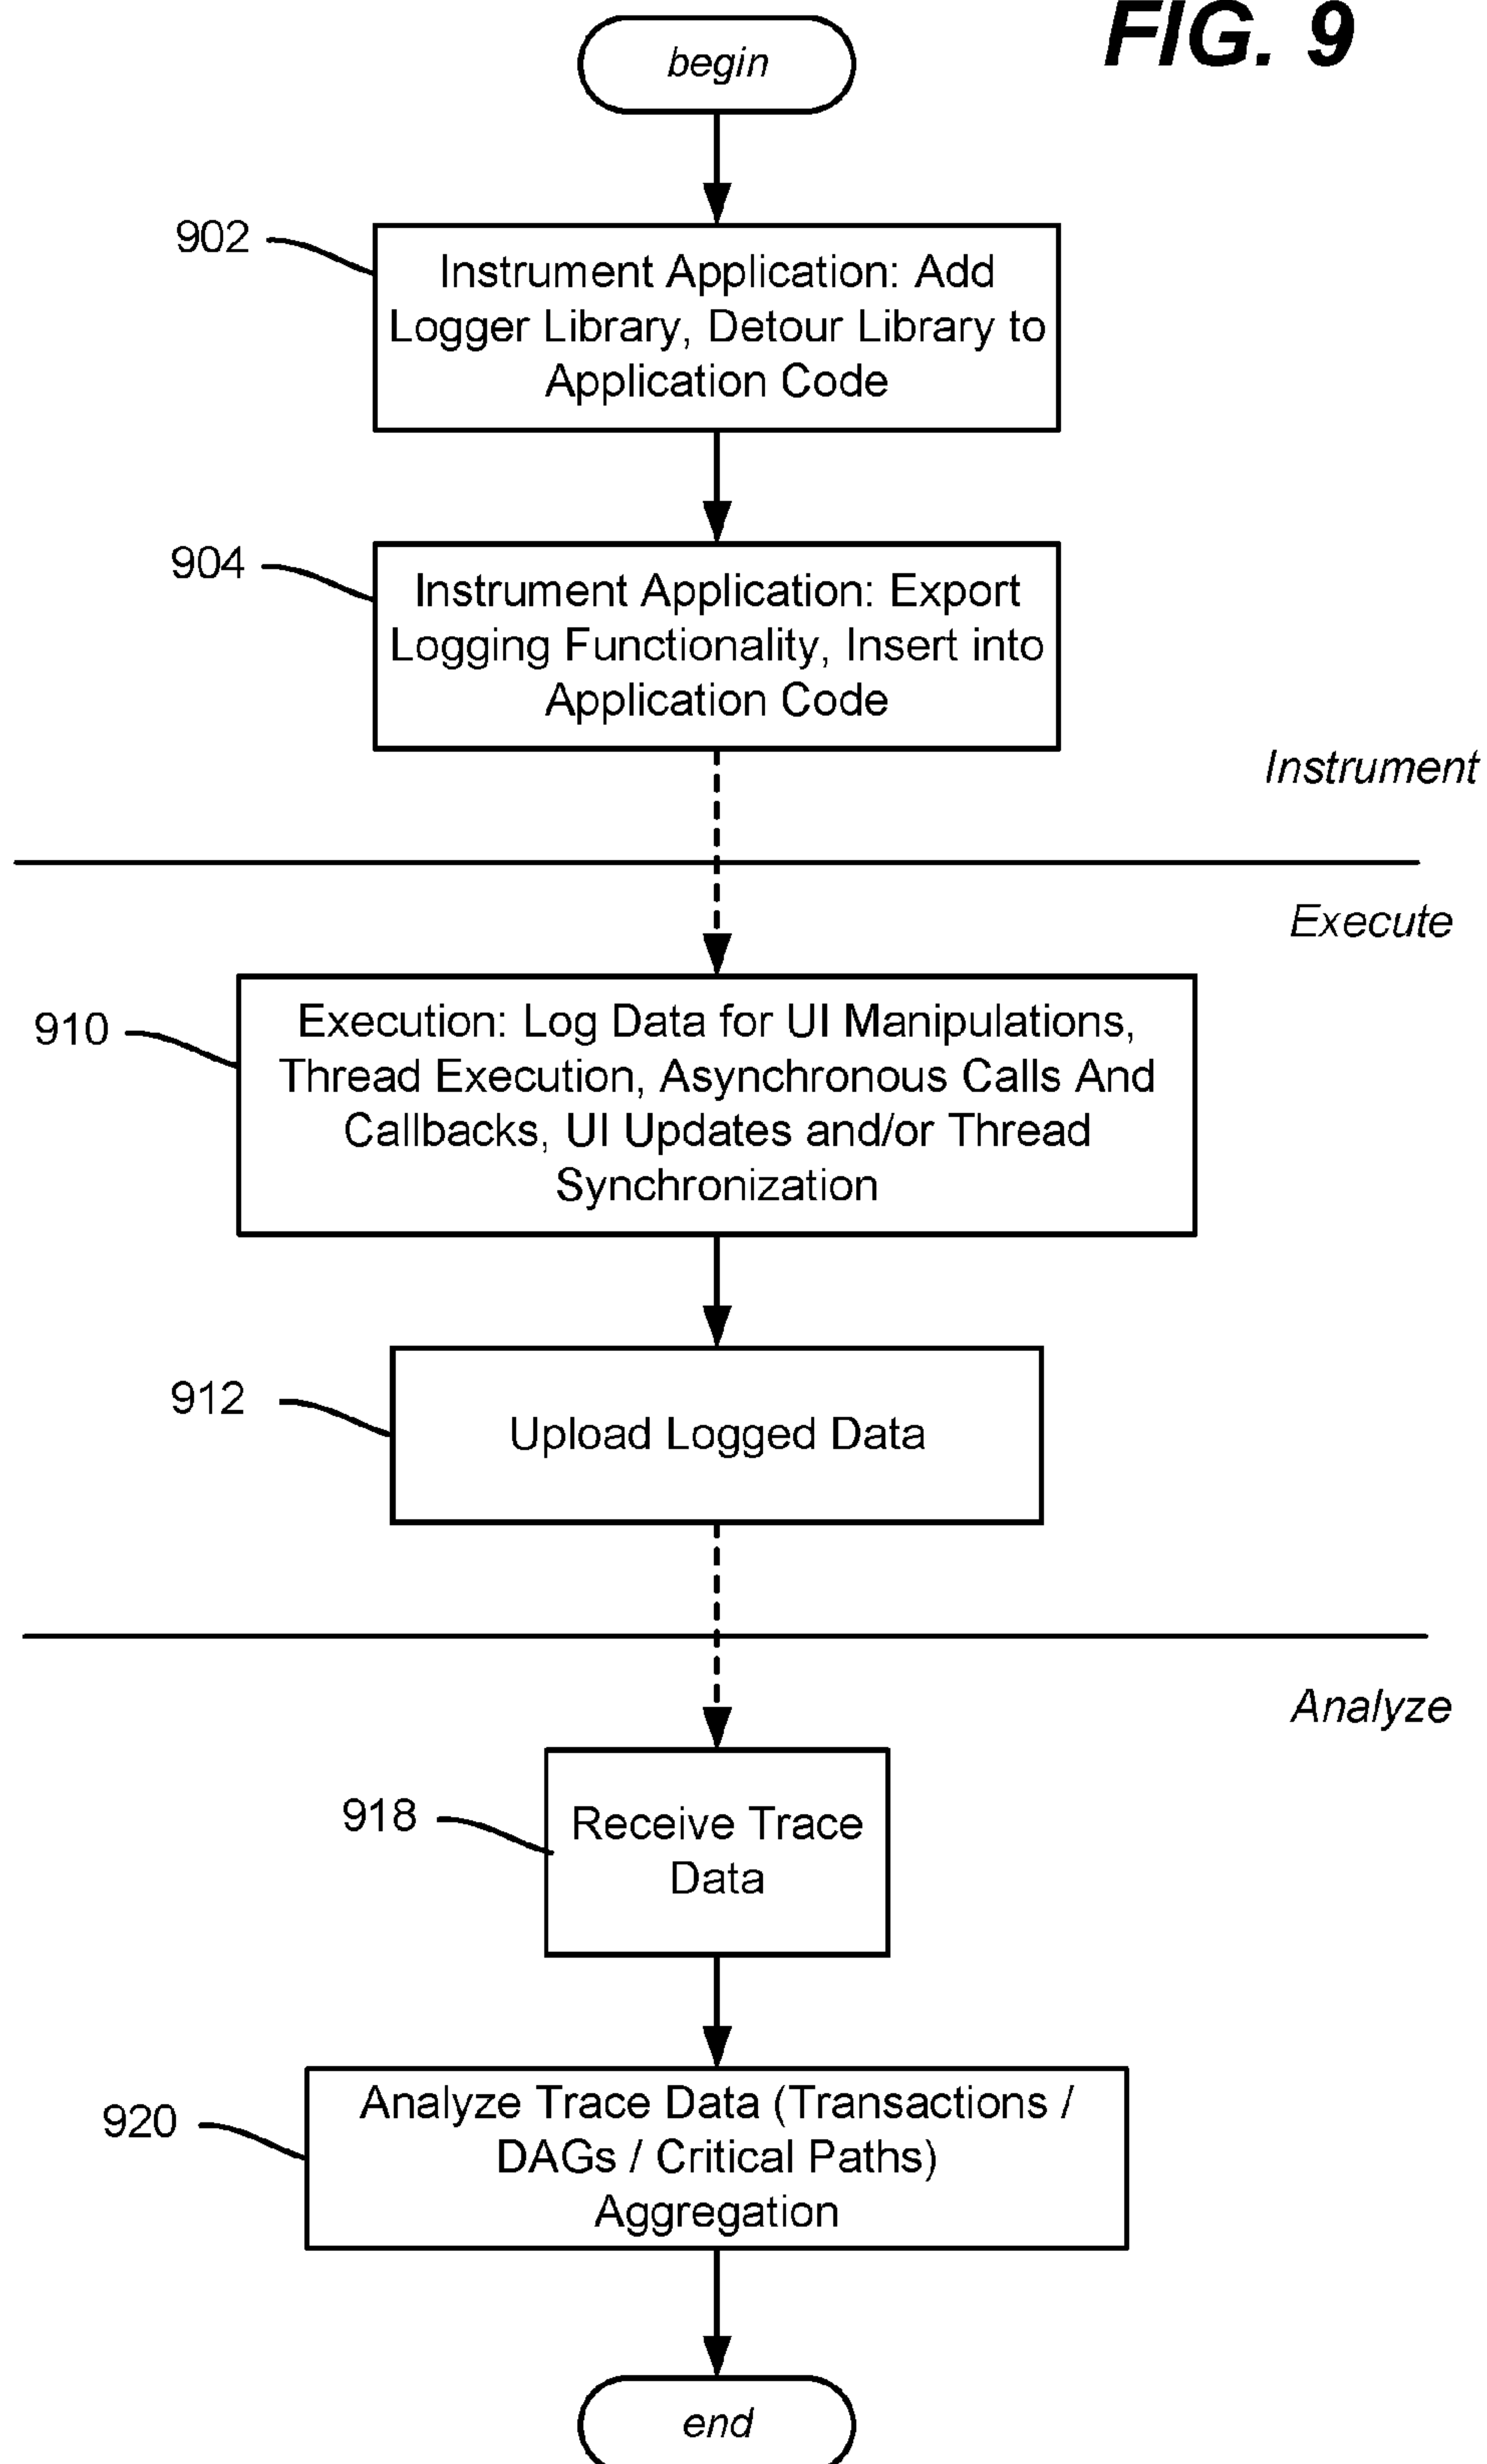 FIG. 9
begin
902
Instrument Application: Add
Logger Library, Detour Library to
Application Code
904
Instrument Application: Export
Logging Functionality, Insert into
Application Code
Instrument
Execute
910
Execution: Log Data for UI Manipulations,
Thread Execution, Asynchronous Calls And
Callbacks, UI Updates and/or Thread
Synchronization
912
Upload Logged Data
Analyze
918
Receive Trace
Data
920
Analyze Trace Data (Transactions /
DAGs / Critical Paths)
Aggregation
end